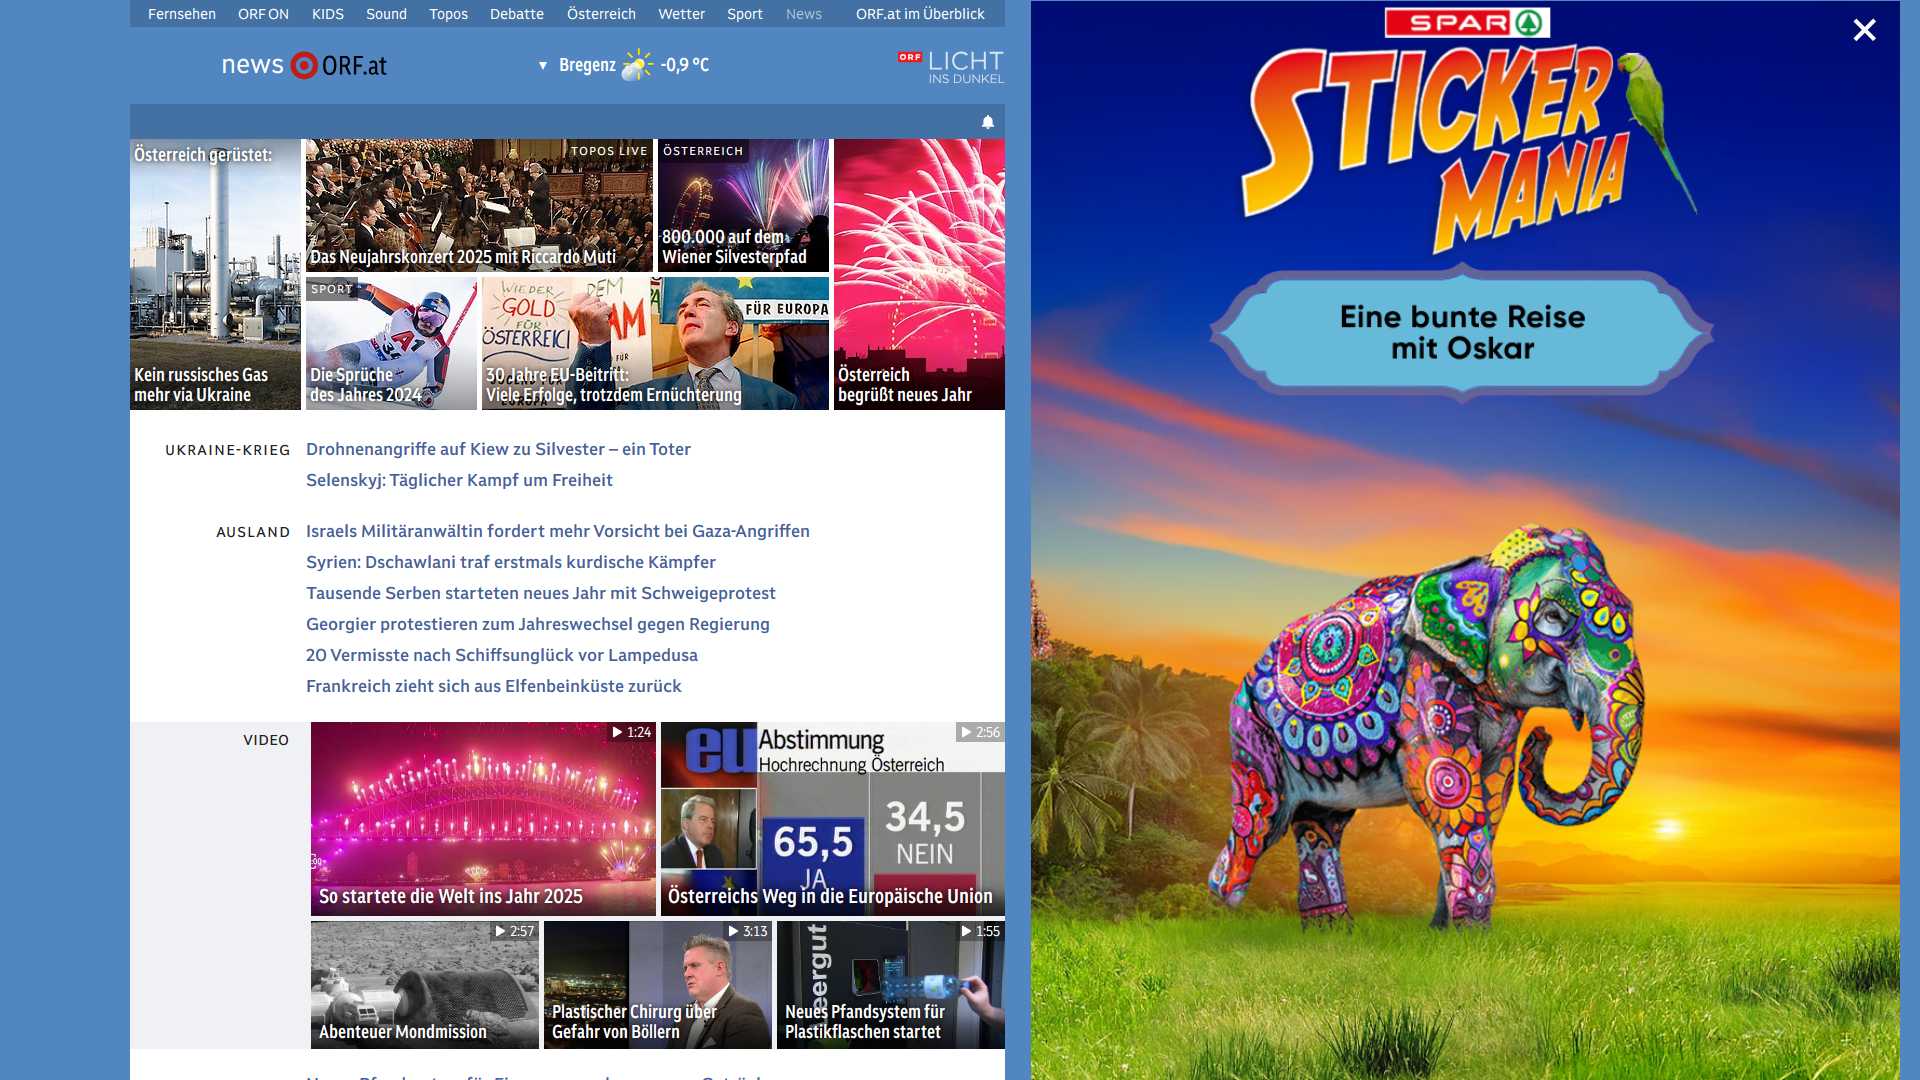 Fernsehen ORF ON KIDS Sound Topos Debatte Österreich Wetter Sport News ORF.at im Überblick
news ORF.at
Bregenz -0,9 °C
ORF LICHT
INS DUNKEL
Österreich gerüstet:
Kein russisches Gas
mehr via Ukraine
TOPOS LIVE
Das Neujahrskonzert 2025 mit Riccardo Muti
ÖSTERREICH
800.000 auf dem
Wiener Silvesterpfad
SPORT
Die Sprüche
des Jahres 2024
WIEDER
GOLD
FÜR
ÖSTERREICH
DEM
FÜR EUROPA
30 Jahre EU-Beitritt:
Viele Erfolge, trotzdem Ernüchterung
Österreich
begrüßt neues Jahr
UKRAINE-KRIEG
Drohnenangriffe auf Kiew zu Silvester – ein Toter
Selenskyj: Täglicher Kampf um Freiheit
AUSLAND
Israels Militäranwältin fordert mehr Vorsicht bei Gaza-Angriffen
Syrien: Dschawlani traf erstmals kurdische Kämpfer
Tausende Serben starteten neues Jahr mit Schweigeprotest
Georgier protestieren zum Jahreswechsel gegen Regierung
20 Vermisste nach Schiffsunglück vor Lampedusa
Frankreich zieht sich aus Elfenbeinküste zurück
VIDEO
1:24
So startete die Welt ins Jahr 2025
2:56
eu Abstimmung
Hochrechnung Österreich
65,5
JA
34,5
NEIN
Österreichs Weg in die Europäische Union
2:57
Abenteuer Mondmission
3:13
Plastischer Chirurg über
Gefahr von Böllern
1:55
eergut
Neues Pfandsystem für
Plastikflaschen startet
SPAR
STICKER
MANIA
Eine bunte Reise
mit Oskar